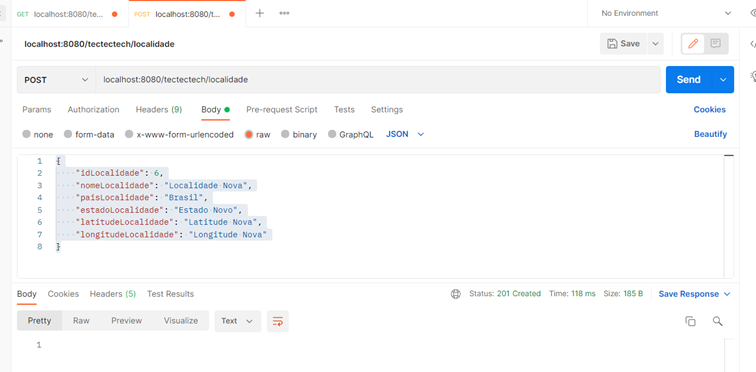 GET localhost:8080/te...
POST localhost:8080/t...
No Environment
localhost:8080/tectectech/localidade
Save
POST localhost:8080/tectectech/localidade Send
Params Authorization Headers (9) Body Pre-request Script Tests Settings Cookies
none form-data x-www-form-urlencoded raw binary GraphQL JSON Beautify
1 {
2 "idLocalidade": 6,
3 "nomeLocalidade": "Localidade Nova",
4 "paisLocalidade": "Brasil",
5 "estadoLocalidade": "Estado Novo",
6 "latitudeLocalidade": "Latitude Nova",
7 "longitudeLocalidade": "Longitude Nova"
8 }
Body Cookies Headers (5) Test Results Status: 201 Created Time: 118 ms Size: 185 B Save Response
Pretty Raw Preview Visualize Text
1